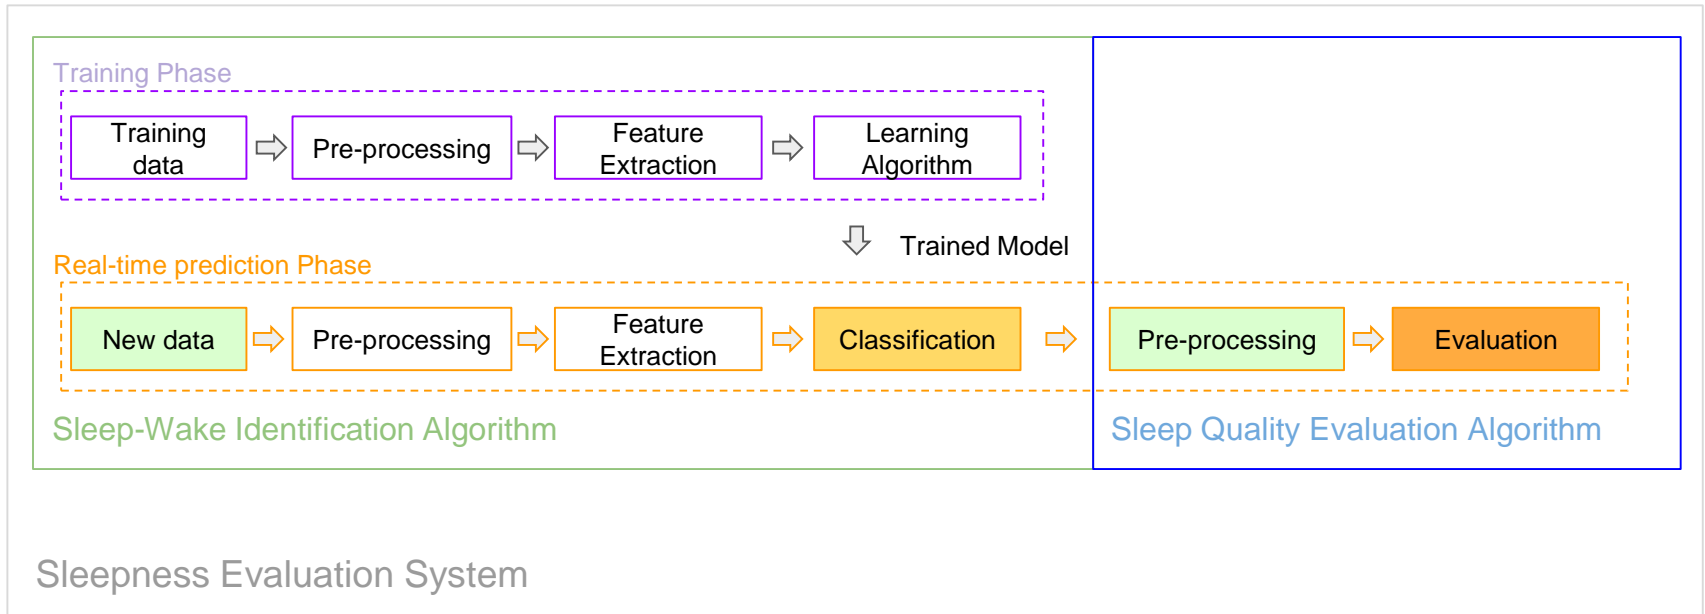 Training Phase
Training
data
Pre-processing
Feature
Extraction
Learning
Algorithm
Trained Model
Real-time prediction Phase
New data
Pre-processing
Feature
Extraction
Classification
Pre-processing
Evaluation
Sleep-Wake Identification Algorithm
Sleep Quality Evaluation Algorithm
Sleepness Evaluation System